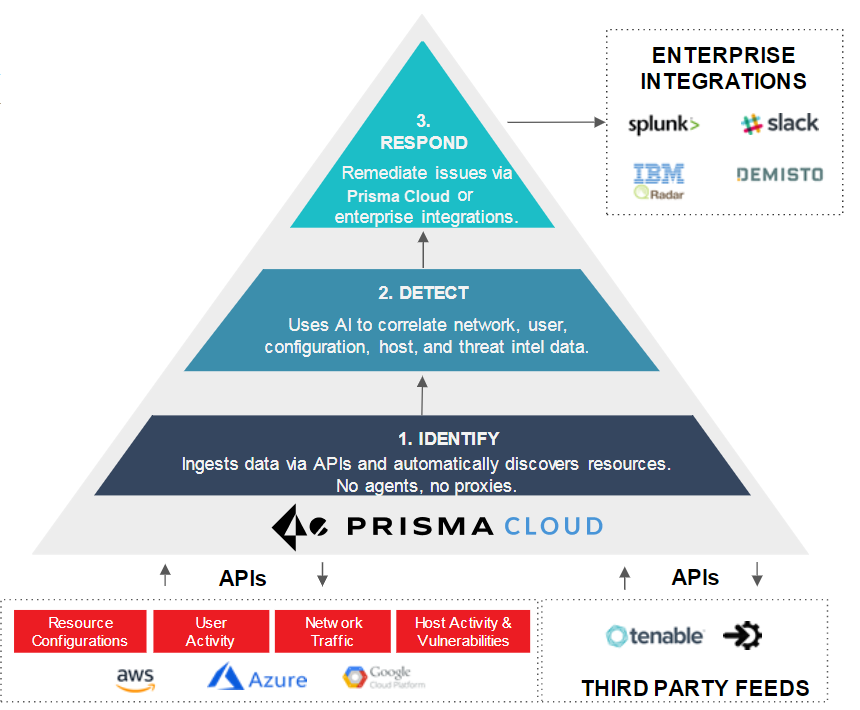 ENTERPRISE
INTEGRATIONS
splunk>
slack
IBM
QRadar
DEMISTO
3.
RESPOND
Remediate issues via
Prisma Cloud or
enterprise integrations.
2. DETECT
Uses AI to correlate network, user,
configuration, host, and threat intel data.
1. IDENTIFY
Ingests data via APIs and automatically discovers resources.
No agents, no proxies.
PRISMA CLOUD
APIs
APIs
Resource
Configurations
User
Activity
Network
Traffic
Host Activity &
Vulnerabilities
aws
Azure
Google
Cloud Platform
tenable
THIRD PARTY FEEDS